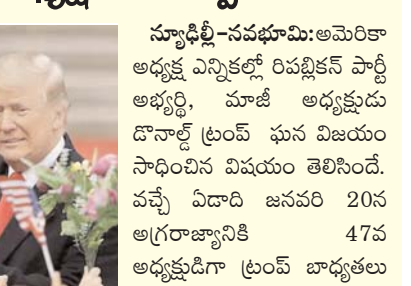 న్యూఢిల్లీ-నవభూమి:అమెరికా
అధ్యక్ష ఎన్నికల్లో రిపబ్లికన్ పార్టీ
అభ్యర్థి, మాజీ అధ్యక్షుడు
డొనాల్డ్ ట్రంప్ ఘన విజయం
సాధించిన విషయం తెలిసిందే.
వచ్చే ఏడాది జనవరి 20న
అగ్రరాజ్యానికి 47వ
అధ్యక్షుడిగా ట్రంప్ బాధ్యతలు